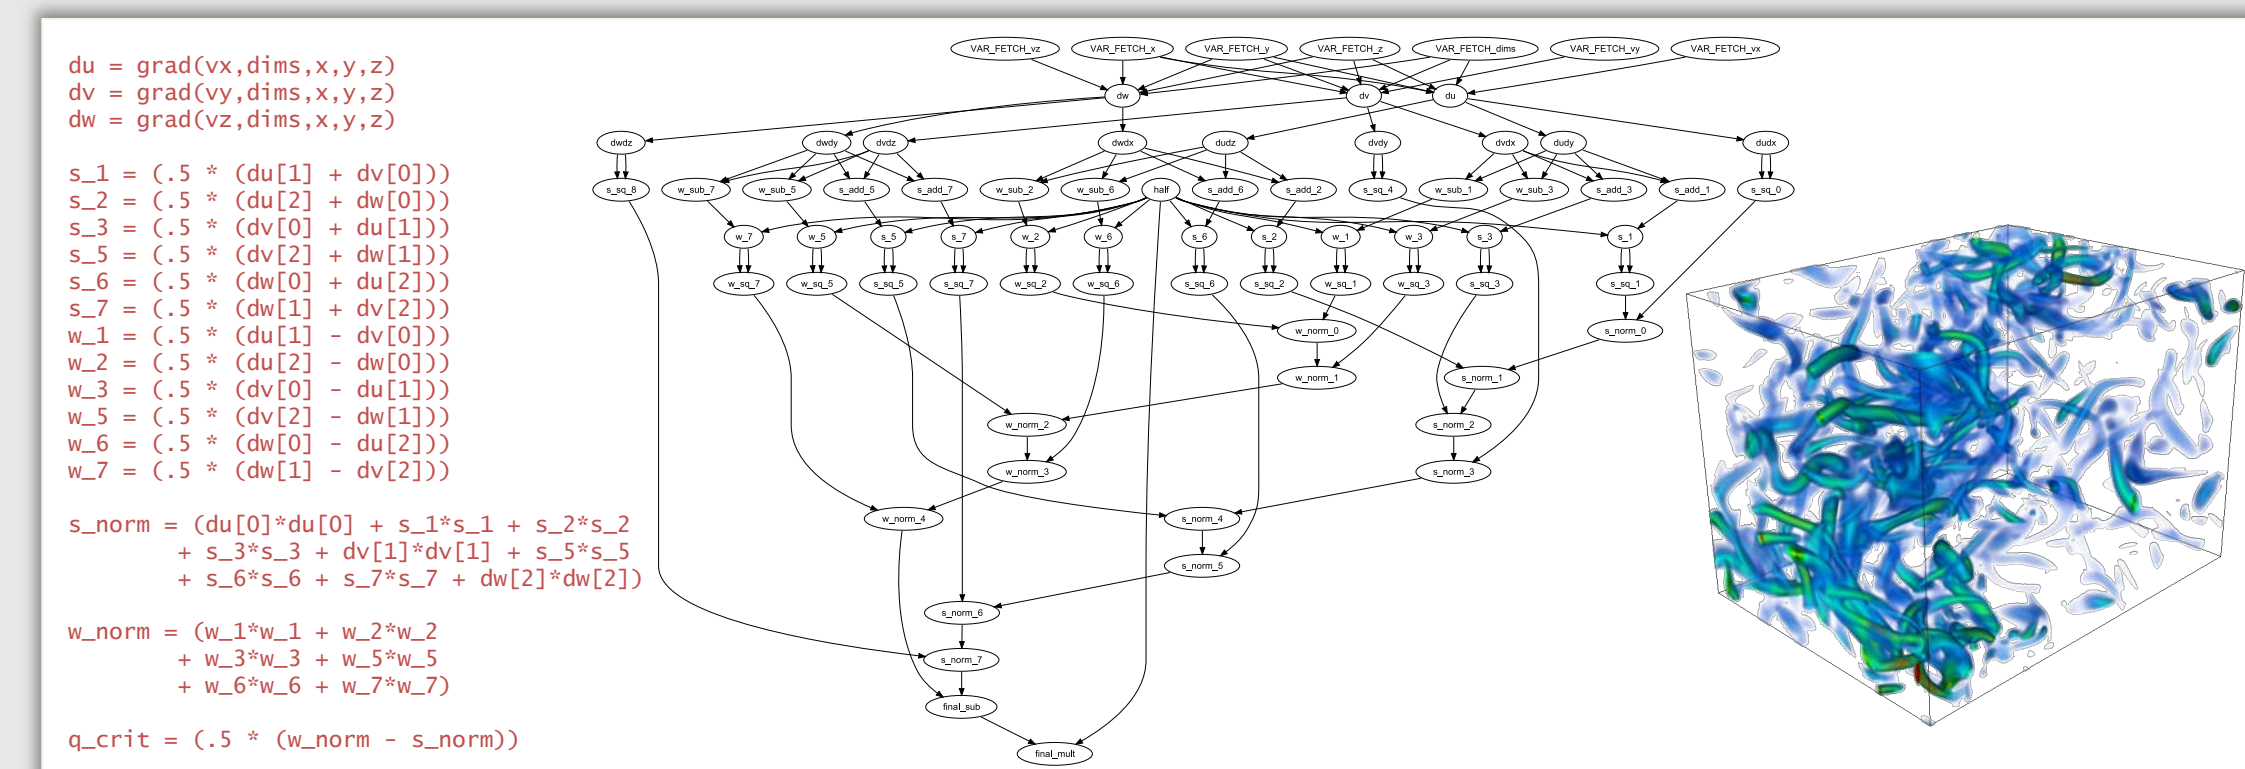 du = grad(vx,dims,x,y,z)
dv = grad(vy,dims,x,y,z)
dw = grad(vz,dims,x,y,z)
s_1 = (.5 * (du[1] + dv[0]))
s_2 = (.5 * (du[2] + dw[0]))
s_3 = (.5 * (dv[0] + du[1]))
s_5 = (.5 * (dv[2] + dw[1]))
s_6 = (.5 * (dw[0] + du[2]))
s_7 = (.5 * (dw[1] + dv[2]))
w_1 = (.5 * (du[1] - dv[0]))
w_2 = (.5 * (du[2] - dw[0]))
w_3 = (.5 * (dv[0] - du[1]))
w_5 = (.5 * (dv[2] - dw[1]))
w_6 = (.5 * (dw[0] - du[2]))
w_7 = (.5 * (dw[1] - dv[2]))
s_norm = (du[0]*du[0] + s_1*s_1 + s_2*s_2
+ s_3*s_3 + dv[1]*dv[1] + s_5*s_5
+ s_6*s_6 + s_7*s_7 + dw[2]*dw[2])
w_norm = (w_1*w_1 + w_2*w_2
+ w_3*w_3 + w_5*w_5
+ w_6*w_6 + w_7*w_7)
q_crit = (.5 * (w_norm - s_norm))
VAR_FETCH_vz VAR_FETCH_x VAR_FETCH_y VAR_FETCH_z VAR_FETCH_dims VAR_FETCH_vy VAR_FETCH_vx
dw dv du
dwdz dwdy dvdz dwdx dudz dvdy dvdx dudy dudx
s_sq_8 w_sub_7 w_sub_5 s_add_5 s_add_7 w_sub_2 w_sub_6 half s_add_6 s_add_2 s_sq_4 w_sub_1 w_sub_3 s_add_3 s_add_1 s_sq_0
w_7 w_5 s_5 s_7 w_2 w_6 s_6 s_2 w_1 w_3 s_3 s_1
w_sq_7 w_sq_5 s_sq_5 s_sq_7 w_sq_2 w_sq_6 s_sq_6 s_sq_2 w_sq_1 w_sq_3 s_sq_3 s_sq_1
w_norm_0 s_norm_0
w_norm_1 s_norm_1
w_norm_2 s_norm_2
w_norm_3 s_norm_3
w_norm_4 s_norm_4
s_norm_5
s_norm_6
s_norm_7
final_sub
final_mult